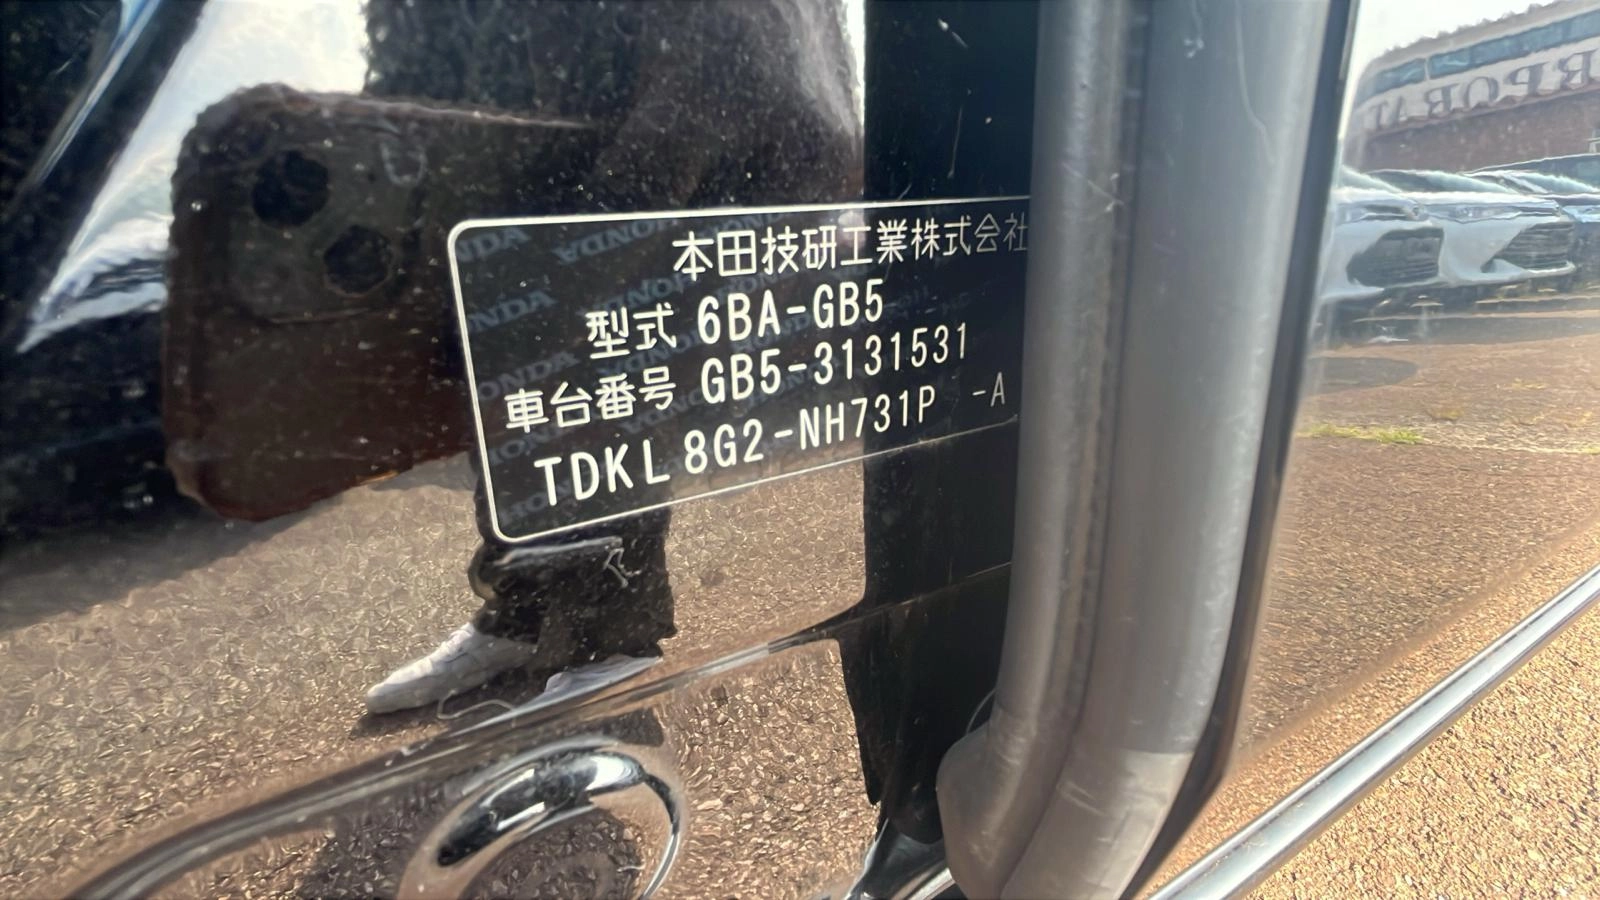 本田技研工業株式会社
型式 6BA-GB5
車台番号 GB5-3131531
TDKL 8G2-NH731P -A